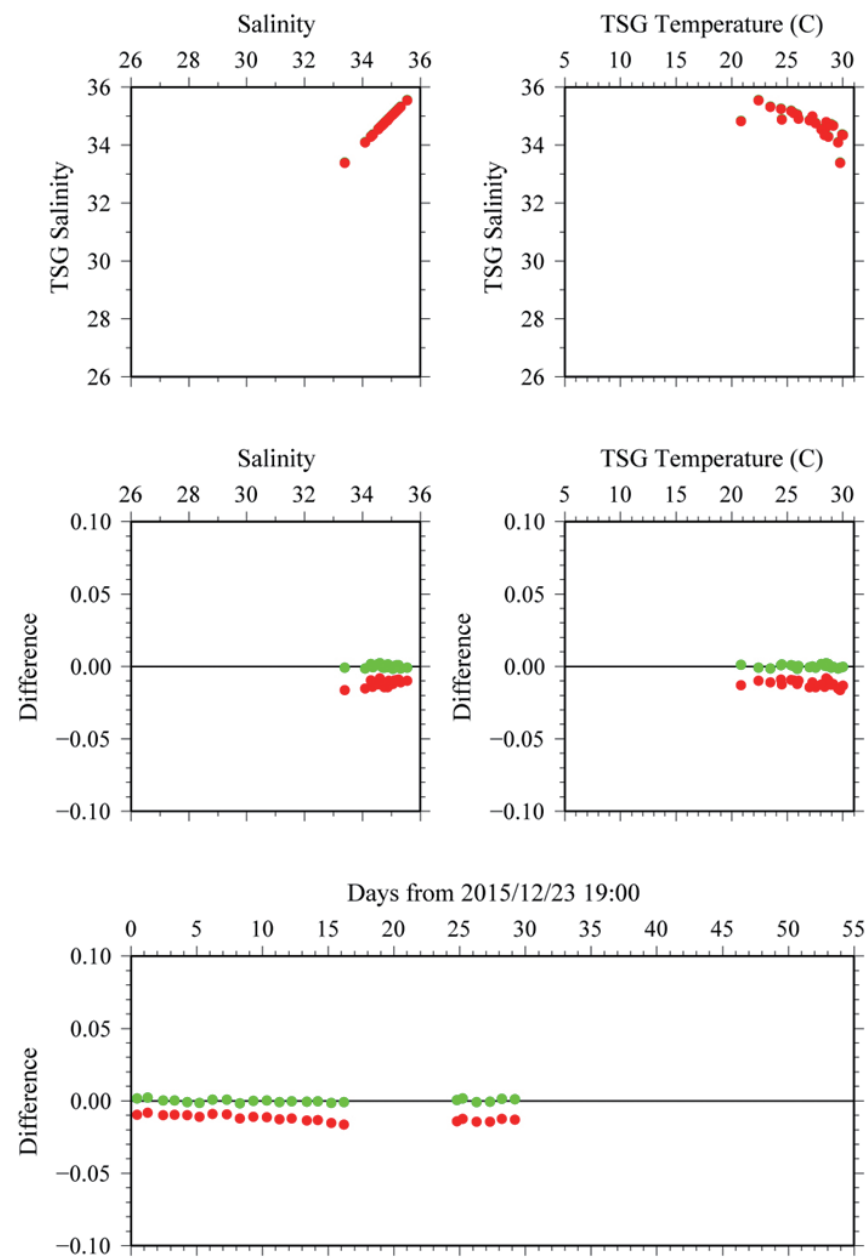 Salinity
TSG Temperature (C)
26 28 30 32 34 36
5 10 15 20 25 30
36
34
32
30
28
26
TSG Salinity
36
34
32
30
28
26
TSG Salinity
Salinity
TSG Temperature (C)
26 28 30 32 34 36
5 10 15 20 25 30
0.10
0.05
0.00
−0.05
−0.10
Difference
0.10
0.05
0.00
−0.05
−0.10
Difference
Days from 2015/12/23 19:00
0 5 10 15 20 25 30 35 40 45 50 55
0.10
0.05
0.00
−0.05
−0.10
Difference